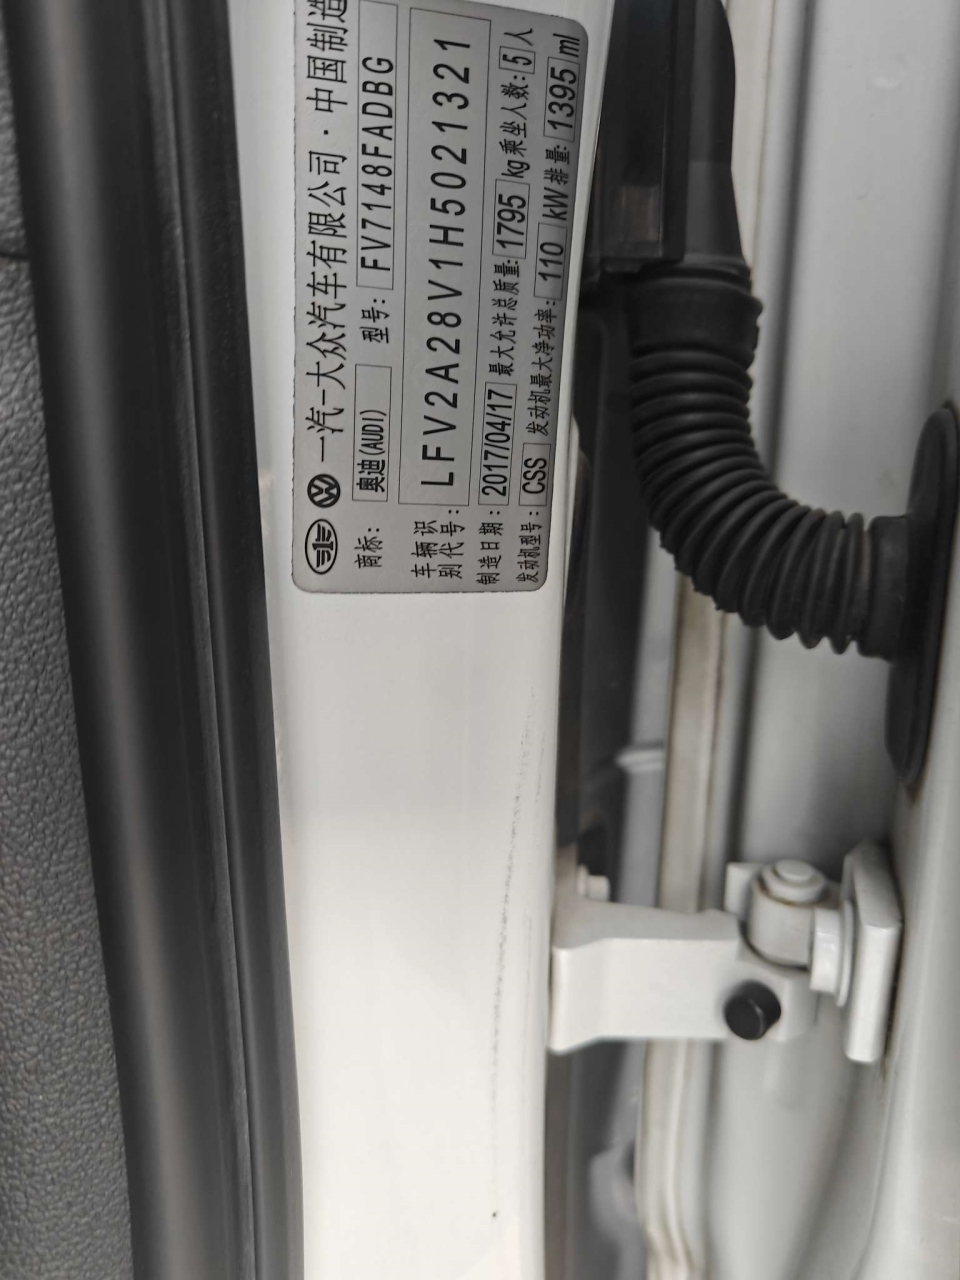 一汽-大众汽车有限公司·中国制造
商标: 奥迪(AUDI) 型号: FV7148FADBG
车辆识别代号: LFV2A28V1H5021321
制造日期: 2017/04/17 最大允许总质量: 1795 kg 乘坐人数: 5 人
发动机型号: CSS 发动机最大净功率: 110 kW 排量: 1395 ml